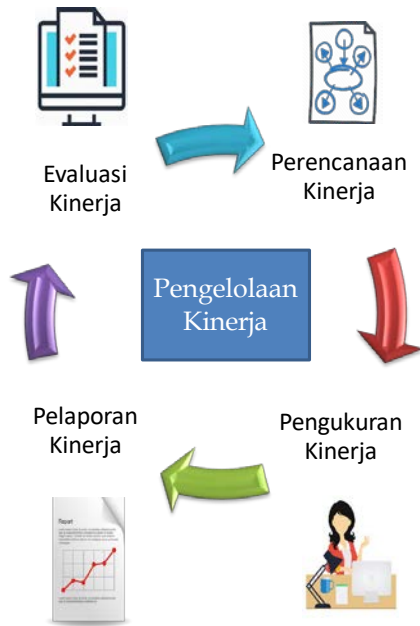 Evaluasi
Kinerja
Perencanaan
Kinerja
Pengelolaan
Kinerja
Pelaporan
Kinerja
Pengukuran
Kinerja
Report